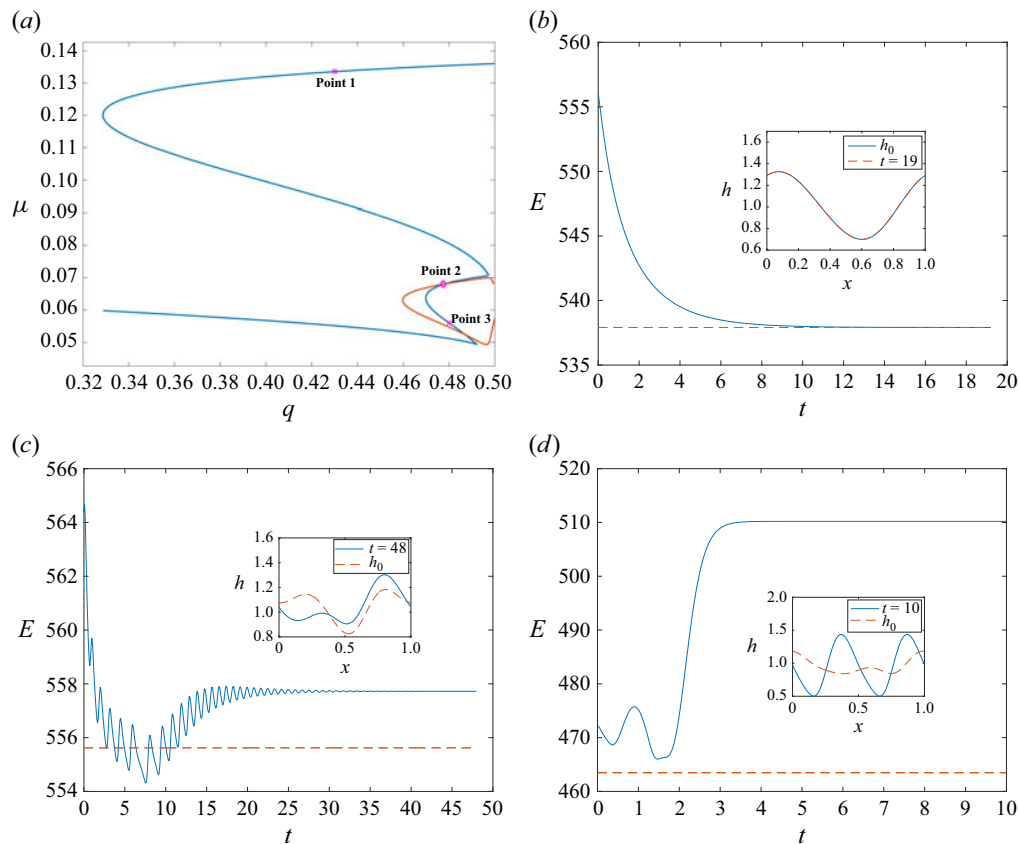 (a)
0.14
0.13
0.12
0.11
μ
0.10
0.09
0.08
0.07
0.06
0.05
Point 1
Point 2
Point 3
0.32 0.34 0.36 0.38 0.40 0.42 0.44 0.46 0.48 0.50
q
(b)
560
555
550
E
545
540
535
0 2 4 6 8 10 12 14 16 18 20
t
h
1.6
1.4
1.2
1.0
0.8
0.6
0 0.2 0.4 0.6 0.8 1.0
x
h0
t = 19
(c)
566
564
562
E
560
558
556
554
0 5 10 15 20 25 30 35 40 45 50
t
h
1.6
1.4
1.2
1.0
0.8
0 0.5 1.0
x
t = 48
h0
(d)
520
510
500
E
490
480
470
460
0 1 2 3 4 5 6 7 8 9 10
t
h
2.0
1.5
1.0
0.5
0 0.5 1.0
x
t = 10
h0